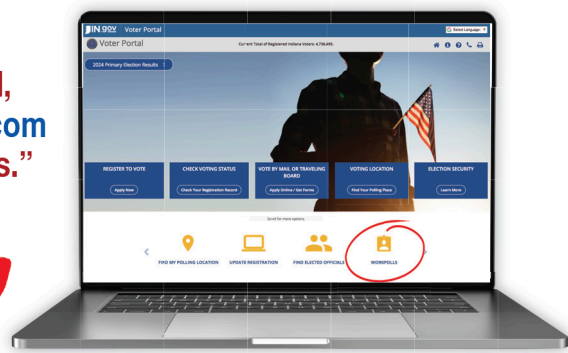 ,
com
s.”
IN.gov Voter Portal
Select Language
Voter Portal
Current Total of Registered Indiana Voters: 4,736,695.
2024 Primary Election Results
REGISTER TO VOTE
Apply Now
CHECK VOTING STATUS
Check Your Registration Record
VOTE BY MAIL OR TRAVELING
BOARD
Apply Online / Get Forms
VOTING LOCATION
Find Your Polling Place
ELECTION SECURITY
Learn More
Scroll for more options.
FIND MY POLLING LOCATION
UPDATE REGISTRATION
FIND ELECTED OFFICIALS
WORKPOLLS